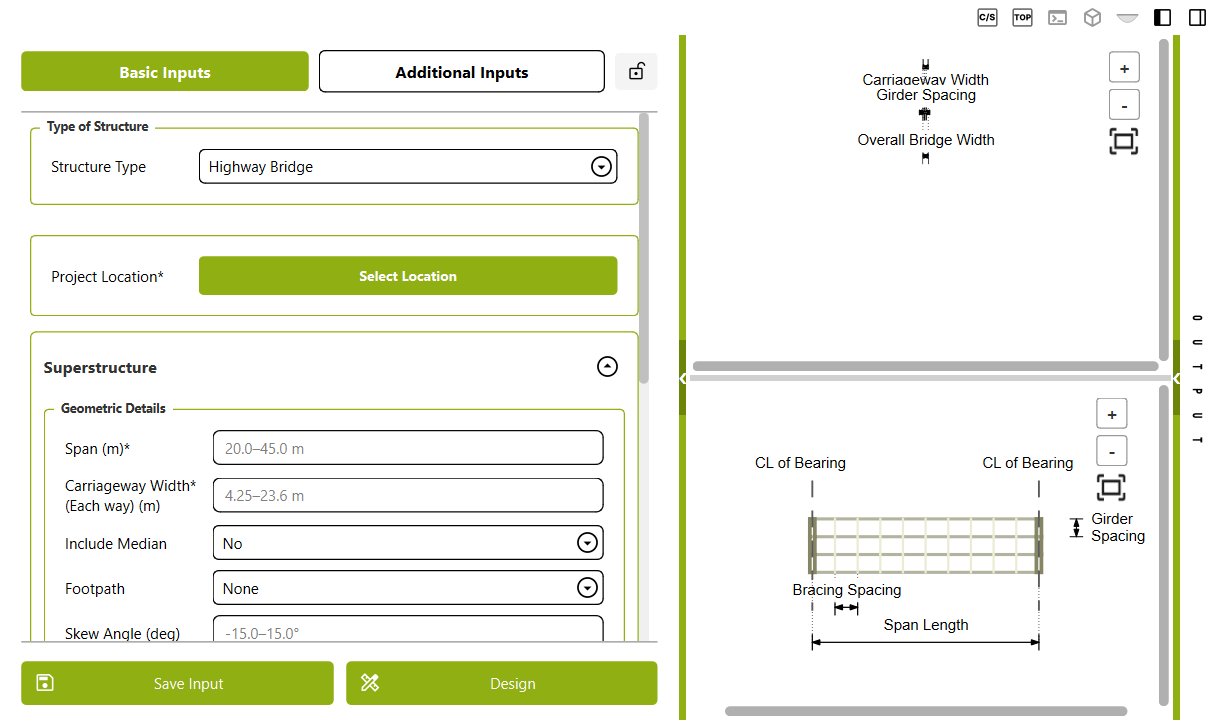 C/S TOP
Basic Inputs
Additional Inputs
Type of Structure
Structure Type
Highway Bridge
Project Location*
Select Location
Superstructure
Geometric Details
Span (m)*
20.0–45.0 m
Carriageway Width*
(Each way) (m)
4.25–23.6 m
Include Median
No
Footpath
None
Skew Angle (deg)
-15.0–15.0°
Save Input
Design
Carriageway Width
Girder Spacing
Overall Bridge Width
+
-
CL of Bearing
CL of Bearing
+
-
Girder
Spacing
Bracing Spacing
Span Length
OUTPUT